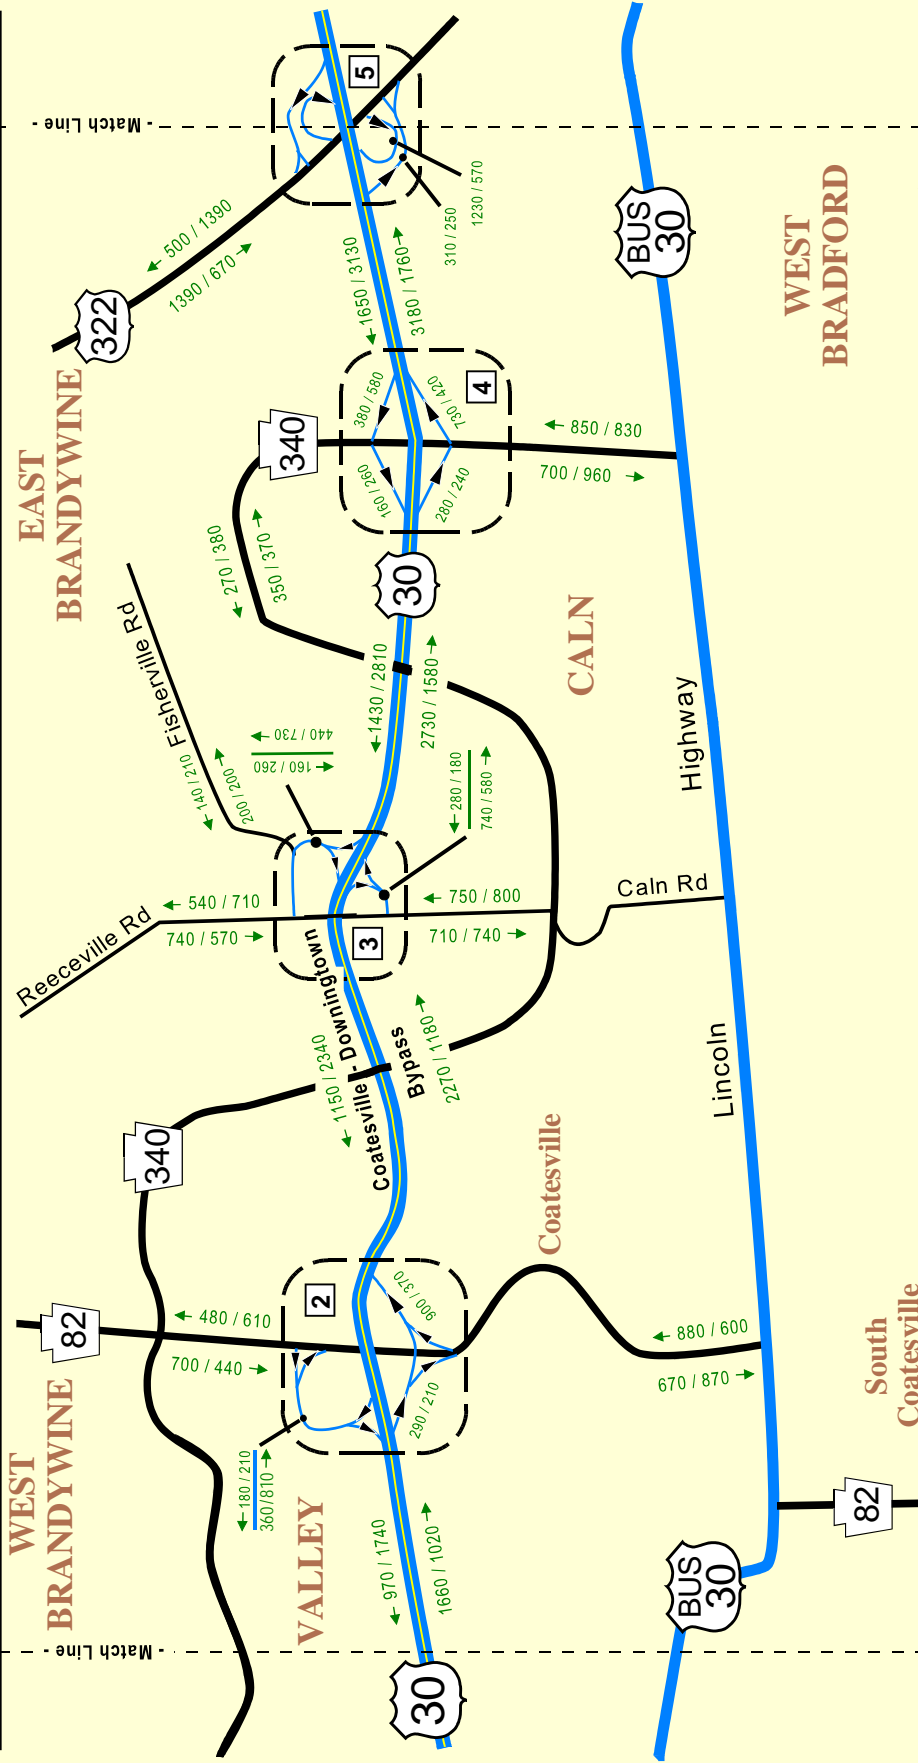 - Match Line -
- Match Line -
WEST
BRANDYWINE
EAST
BRANDYWINE
VALLEY
CALN
WEST
BRADFORD
Coatesville
South
Coatesville
82
340
340
322
30
30
BUS
30
BUS
30
82
Reeceville Rd
Fisherville Rd
Caln Rd
Lincoln
Highway
Coatesville - Downingtown
Bypass
2
3
4
5
← 480 / 610
700 / 440 →
← 180 / 210
360/810 →
290 / 210
900 / 370
← 970 / 1740
1660 / 1020 →
← 880 / 600
670 / 870 →
← 1150 / 2340
2270 / 1180 →
← 540 / 710
740 / 570 →
← 750 / 800
710 / 740 →
← 140 / 210
200 / 200 →
160 / 260 →
← 440 / 730
← 280 / 180
740 / 580 →
← 1430 / 2810
2730 / 1580 →
← 270 / 380
350 / 370 →
160 / 260
380 / 580
280 / 240
730 / 420
← 850 / 830
700 / 960 →
← 1650 / 3130
3180 / 1760 →
← 500 / 1390
1390 / 670 →
310 / 250
1230 / 570